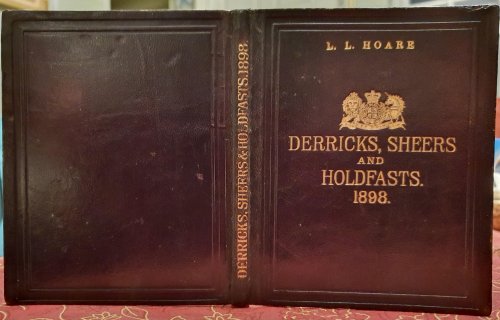 DERRICKS, SHEERS & HOLDFASTS. 1898.
L. L. HOARE
DERRICKS, SHEERS
AND
HOLDFASTS.
1898.